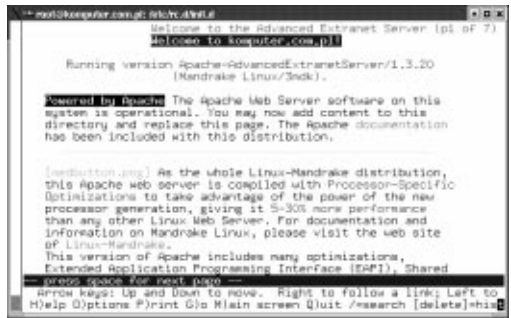 root@komputer.com.pl: /etc/rc.d/init.d
Welcome to the Advanced Extranet Server (p1 of 7)
Welcome to komputer.com.pl!
Running version Apache-AdvancedExtranetServer/1.3.20
(Mandrake Linux/3mdk).
Powered by Apache The Apache Web Server software on this
system is operational. You may now add content to this
directory and replace this page. The Apache documentation
has been included with this distribution.
[medbutton.png] As the whole Linux-Mandrake distribution,
this Apache web server is compiled with Processor-Specific
Optimizations to take advantage of the power of the new
processor generation, giving it 5-30% more performance
than any other Linux Web Server. For documentation and
information on Mandrake Linux, please visit the web site
of Linux-Mandrake.
This version of Apache includes many optimizations,
Extended Application Programming Interface (EAPI), Shared
-- press space for next page --
Arrow keys: Up and Down to move. Right to follow a link; Left to
H)elp O)ptions P)rint G)o M)ain screen Q)uit /=search [delete]=hist